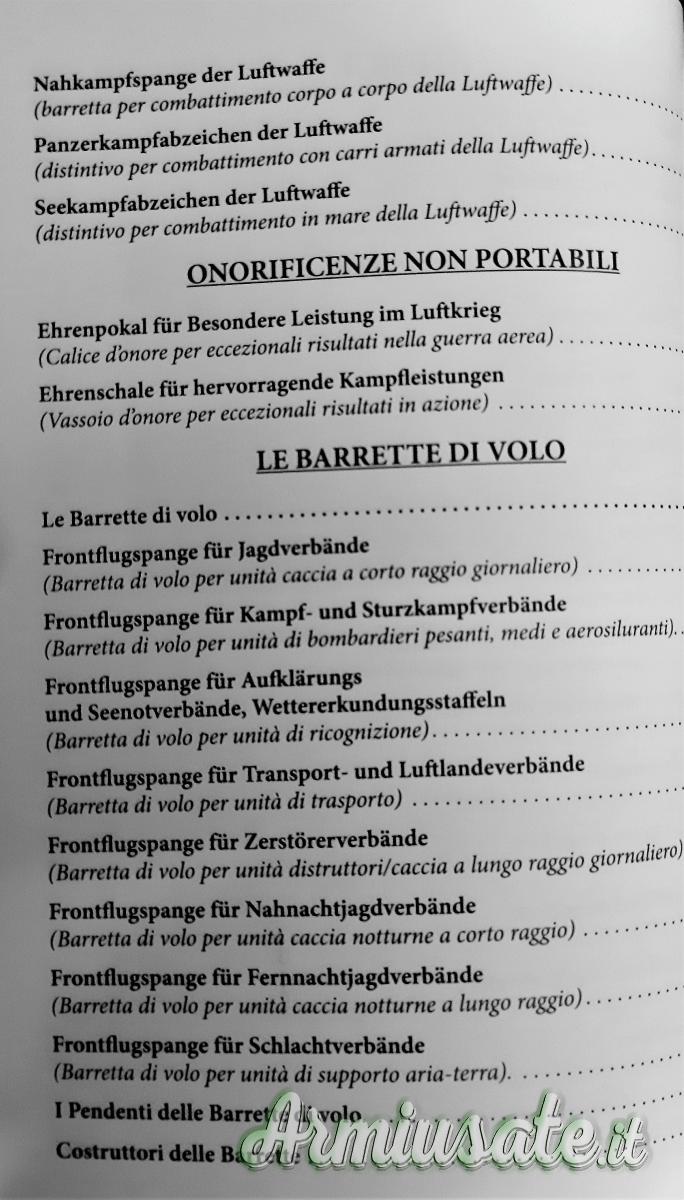 Nahkampfspange der Luftwaffe
(barretta per combattimento corpo a corpo della Luftwaffe) . . . . . . . . . . . .
Panzerkampfabzeichen der Luftwaffe
(distintivo per combattimento con carri armati della Luftwaffe). . . . . . . . . .
Seekampfabzeichen der Luftwaffe
(distintivo per combattimento in mare della Luftwaffe) . . . . . . . . . . . . . . . .
ONORIFICENZE NON PORTABILI
Ehrenpokal für Besondere Leistung im Luftkrieg
(Calice d'onore per eccezionali risultati nella guerra aerea) . . . . . . . . . . . .
Ehrenschale für hervorragende Kampfleistungen
(Vassoio d'onore per eccezionali risultati in azione) . . . . . . . . . . . . . . . . . .
LE BARRETTE DI VOLO
Le Barrette di volo . . . . . . . . . . . . . . . . . . . . . . . . . . . . . . . . . . . . . . . .
Frontflugspange für Jagdverbände
(Barretta di volo per unità caccia a corto raggio giornaliero) . . . . . . . . . .
Frontflugspange für Kampf- und Sturzkampfverbände
(Barretta di volo per unità di bombardieri pesanti, medi e aerosiluranti). .
Frontflugspange für Aufklärungs
und Seenotverbände, Wettererkundungsstaffeln
(Barretta di volo per unità di ricognizione). . . . . . . . . . . . . . . . . . . . . . . .
Frontflugspange für Transport- und Luftlandeverbände
(Barretta di volo per unità di trasporto) . . . . . . . . . . . . . . . . . . . . . . . . . .
Frontflugspange für Zerstörerverbände
(Barretta di volo per unità distruttori/caccia a lungo raggio giornaliero)
Frontflugspange für Nahnachtjagdverbände
(Barretta di volo per unità caccia notturne a corto raggio) . . . . . . . . . .
Frontflugspange für Fernnachtjagdverbände
(Barretta di volo per unità caccia notturne a lungo raggio) . . . . . . . . . .
Frontflugspange für Schlachtverbände
(Barretta di volo per unità di supporto aria-terra). . . . . . . . . . . . . . . . .
I Pendenti delle Barrette di volo . . . . . . . . . . . . . . . . . . . . . . . . . . . . .
Costruttori delle Barrette
Armiusate.it